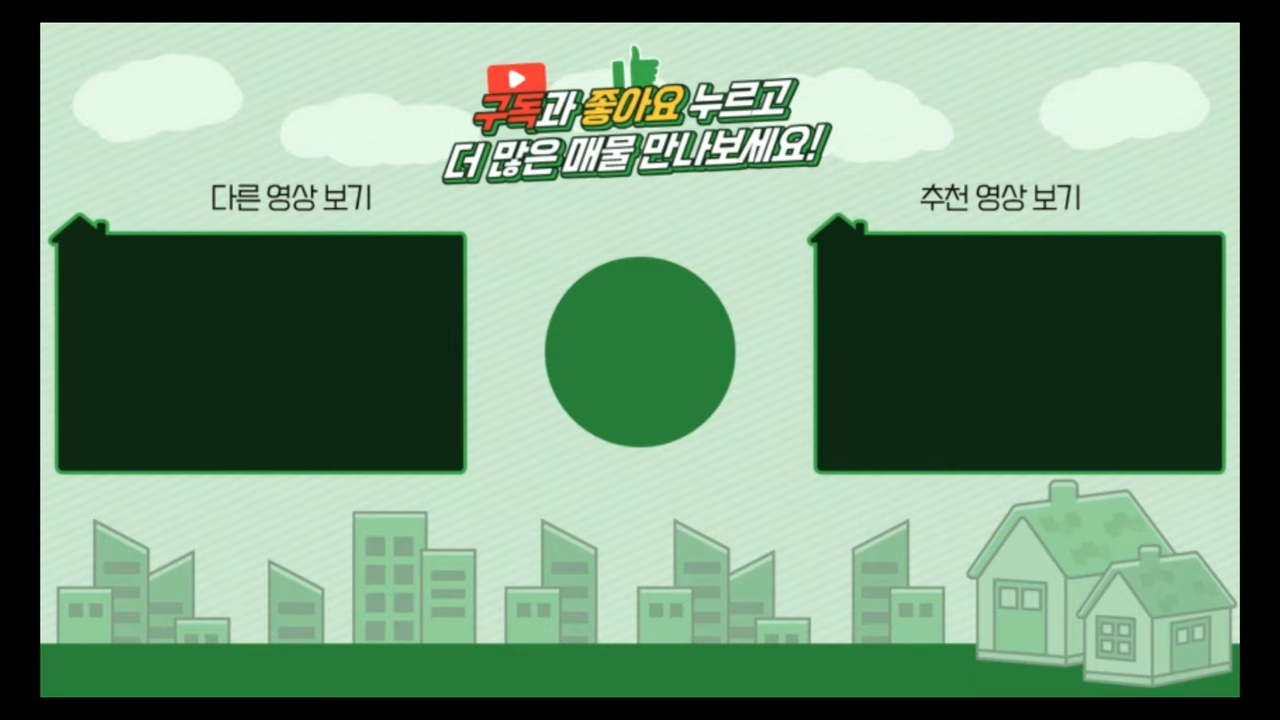 구독과 좋아요 누르고
더 많은 매물 만나보세요!
다른 영상 보기
추천 영상 보기